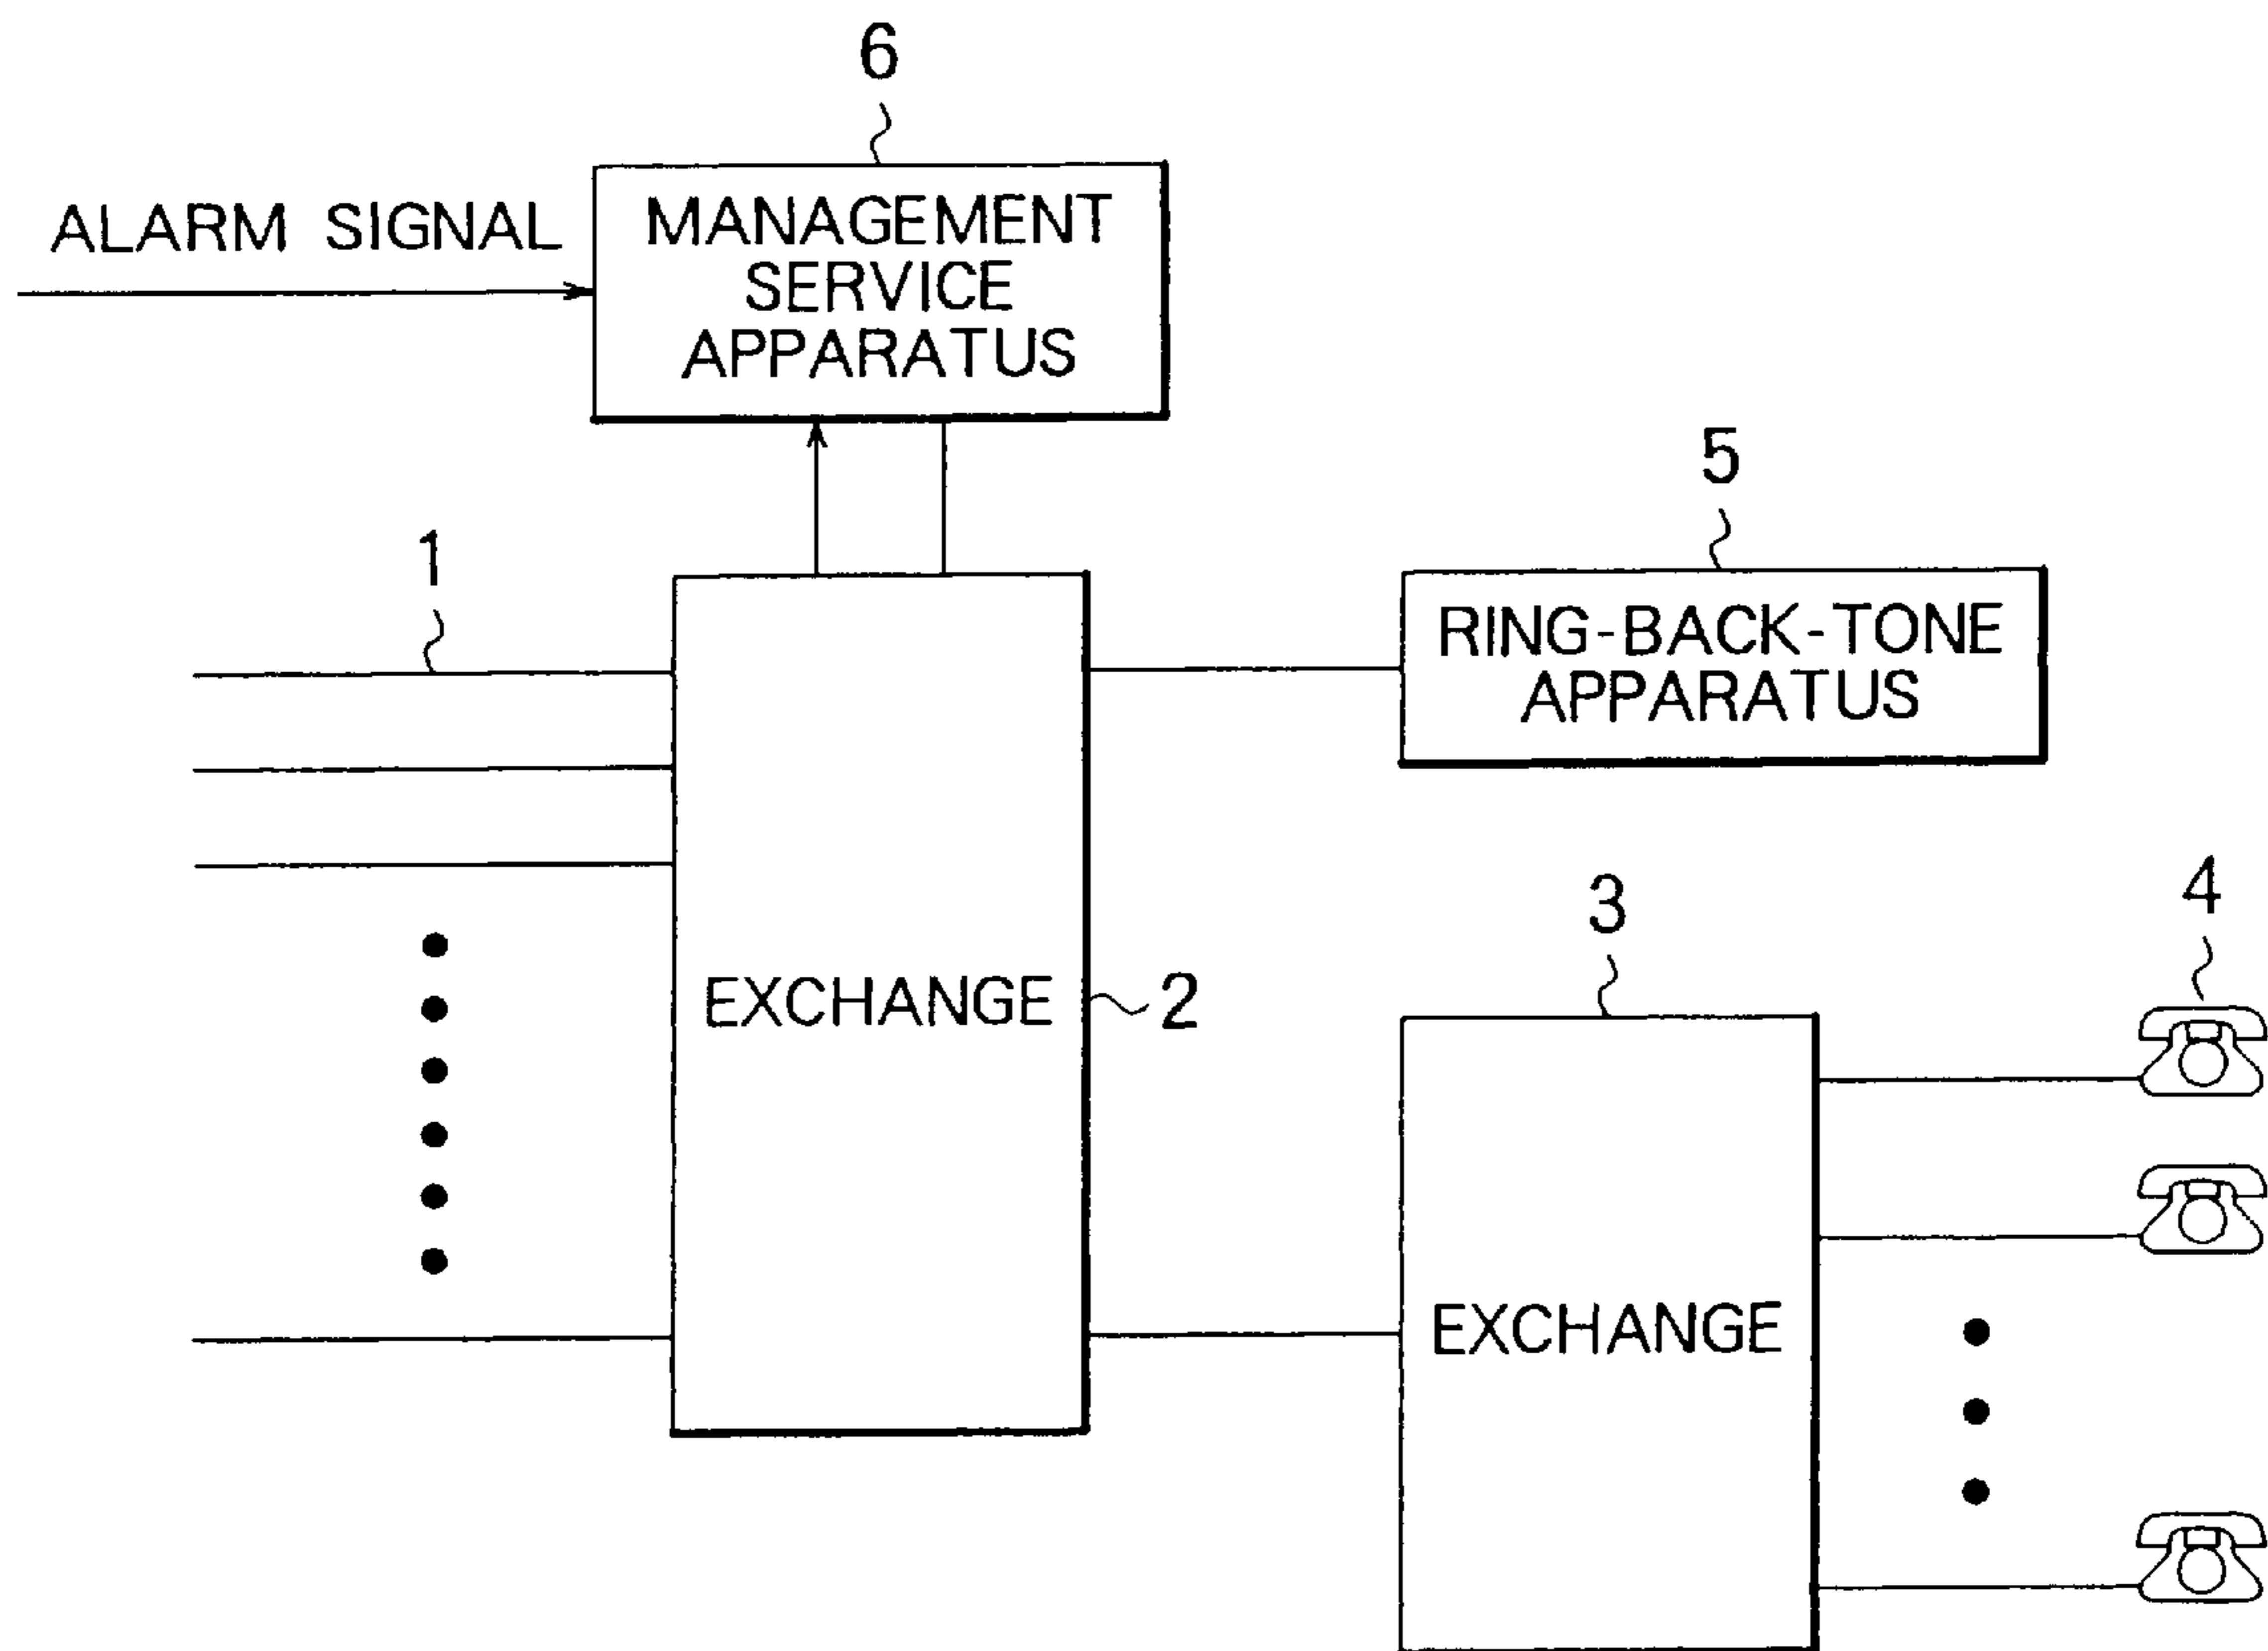 6
ALARM SIGNAL
MANAGEMENT
SERVICE
APPARATUS
5
1
RING-BACK-TONE
APPARATUS
3
4
EXCHANGE
2
EXCHANGE